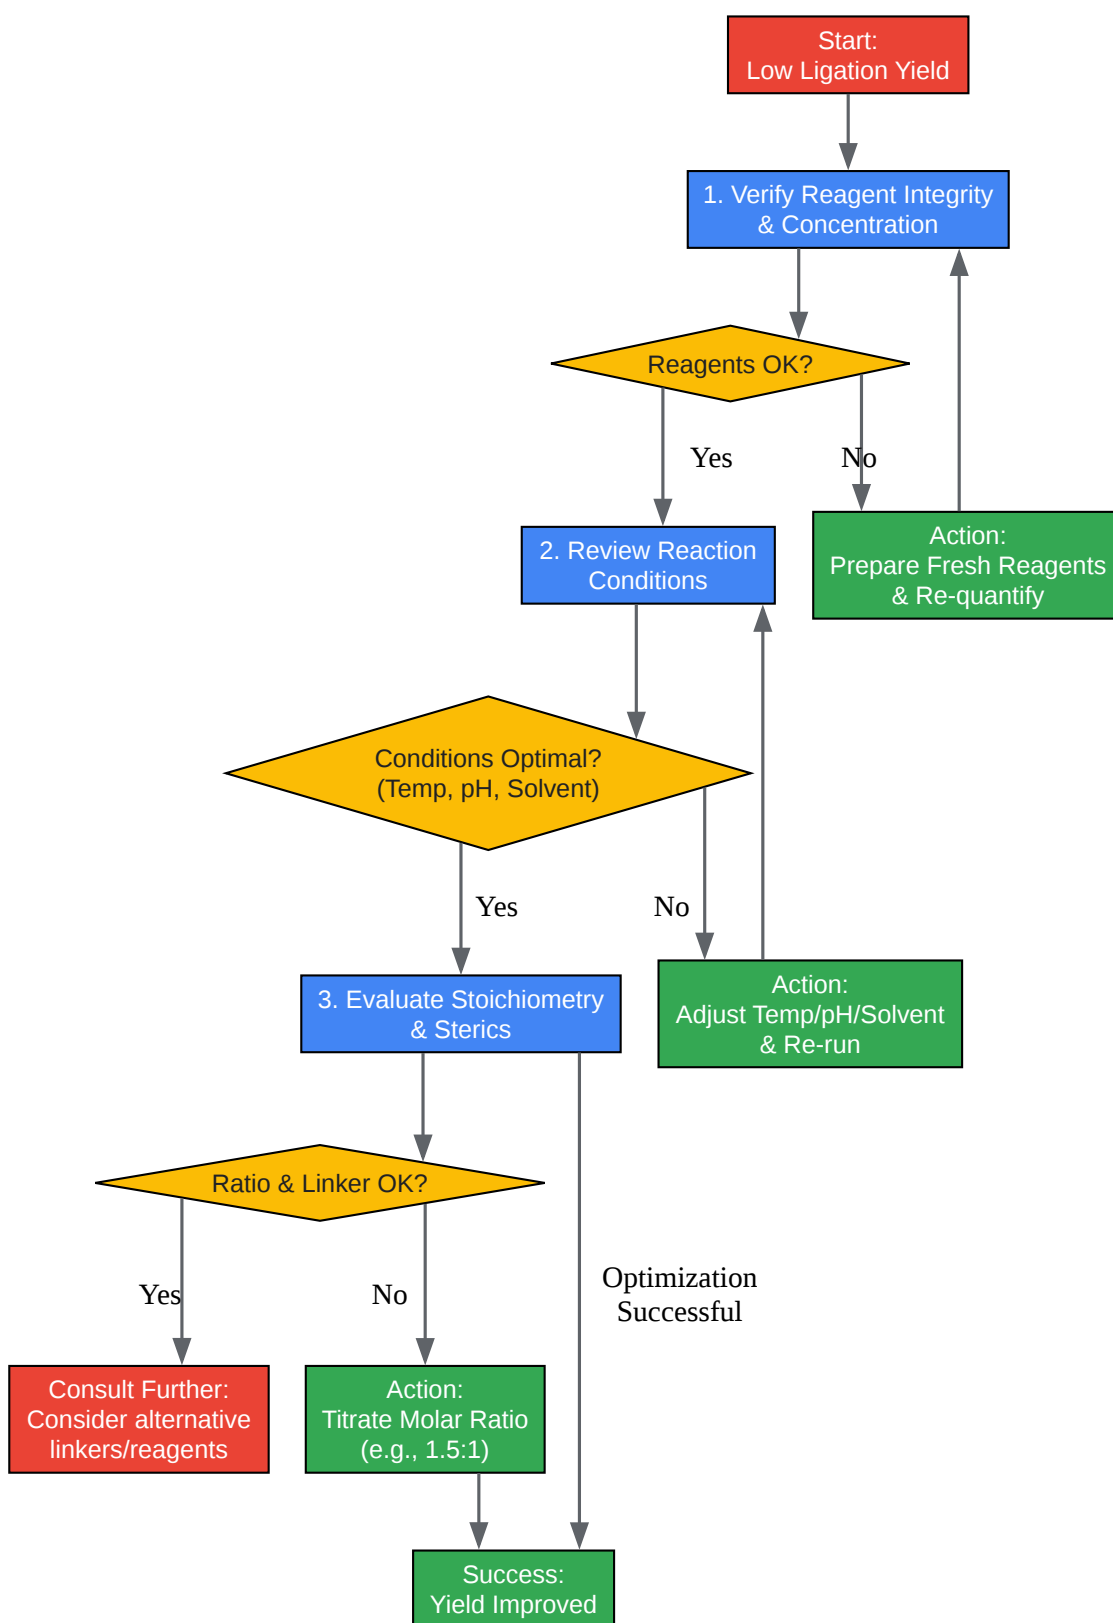 Start:
Low Ligation Yield
1. Verify Reagent Integrity
& Concentration
Reagents OK?
Yes
No
2. Review Reaction
Conditions
Action:
Prepare Fresh Reagents
& Re-quantify
Conditions Optimal?
(Temp, pH, Solvent)
Yes
No
3. Evaluate Stoichiometry
& Sterics
Action:
Adjust Temp/pH/Solvent
& Re-run
Ratio & Linker OK?
Yes
No
Optimization
Successful
Consult Further:
Consider alternative
linkers/reagents
Action:
Titrate Molar Ratio
(e.g., 1.5:1)
Success:
Yield Improved